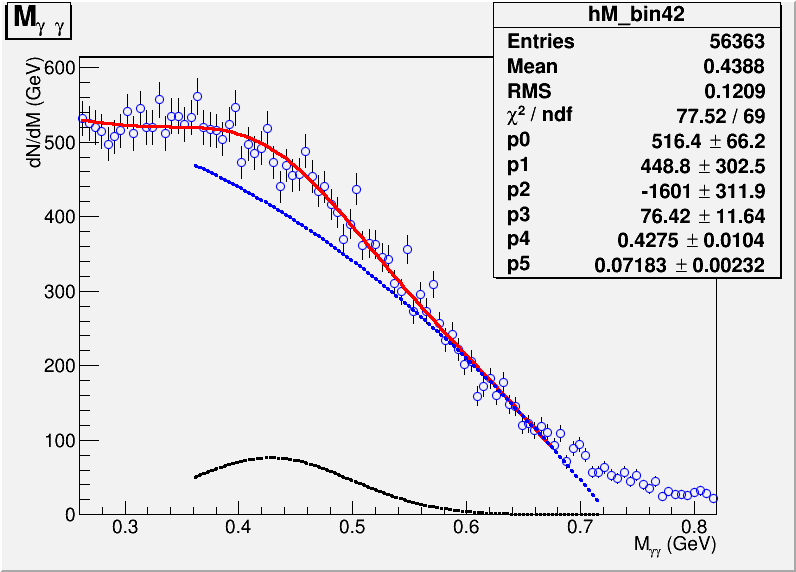 M γ γ
hM_bin42
Entries 56363
Mean 0.4388
RMS 0.1209
χ² / ndf 77.52 / 69
p0 516.4 ± 66.2
p1 448.8 ± 302.5
p2 -1601 ± 311.9
p3 76.42 ± 11.64
p4 0.4275 ± 0.0104
p5 0.07183 ± 0.00232
dN/dM (GeV)
600
500
400
300
200
100
0
0.3 0.4 0.5 0.6 0.7 0.8
Mγγ (GeV)